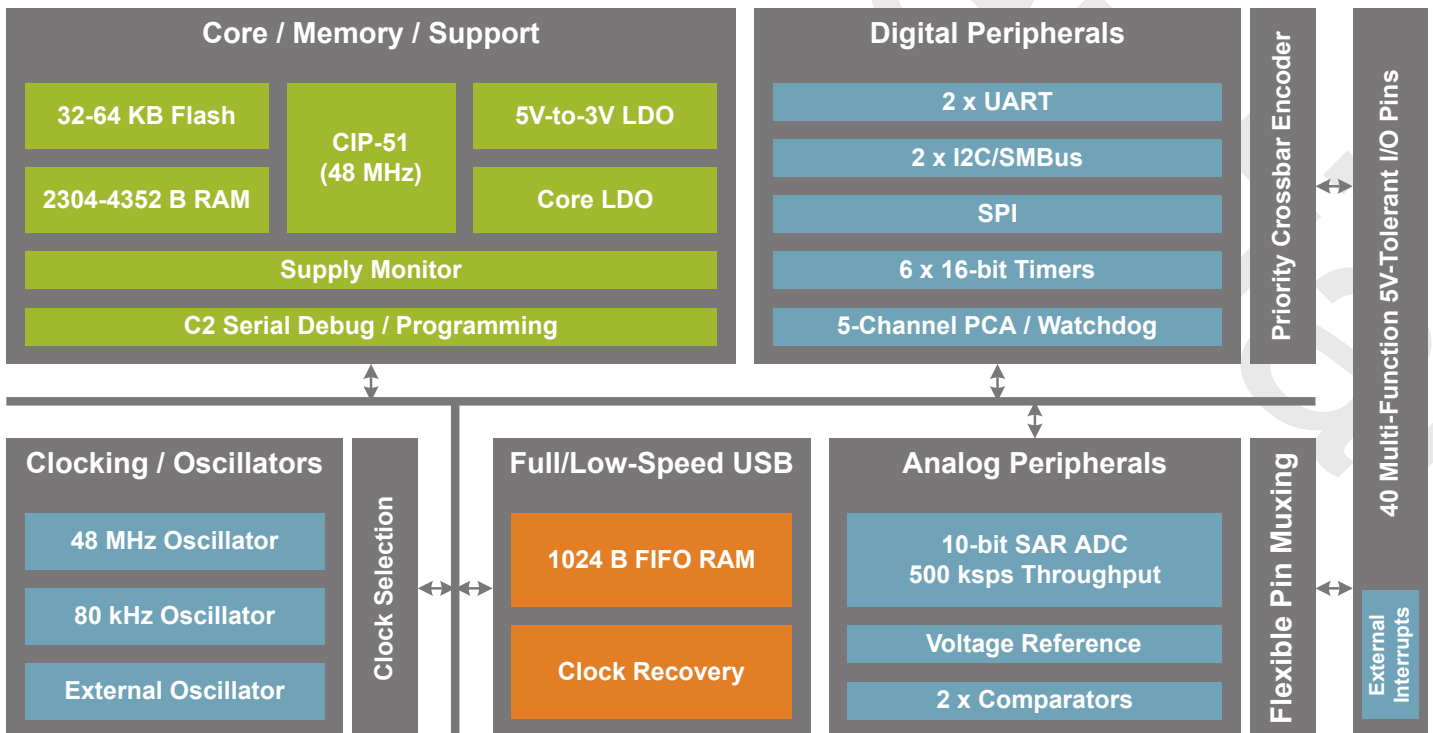 Core / Memory / Support
32-64 KB Flash
2304-4352 B RAM
CIP-51
(48 MHz)
5V-to-3V LDO
Core LDO
Supply Monitor
C2 Serial Debug / Programming
Digital Peripherals
2 x UART
2 x I2C/SMBus
SPI
6 x 16-bit Timers
5-Channel PCA / Watchdog
Priority Crossbar Encoder
40 Multi-Function 5V-Tolerant I/O Pins
Clocking / Oscillators
48 MHz Oscillator
80 kHz Oscillator
External Oscillator
Clock Selection
Full/Low-Speed USB
1024 B FIFO RAM
Clock Recovery
Analog Peripherals
10-bit SAR ADC
500 ksps Throughput
Voltage Reference
2 x Comparators
Flexible Pin Muxing
External
Interrupts